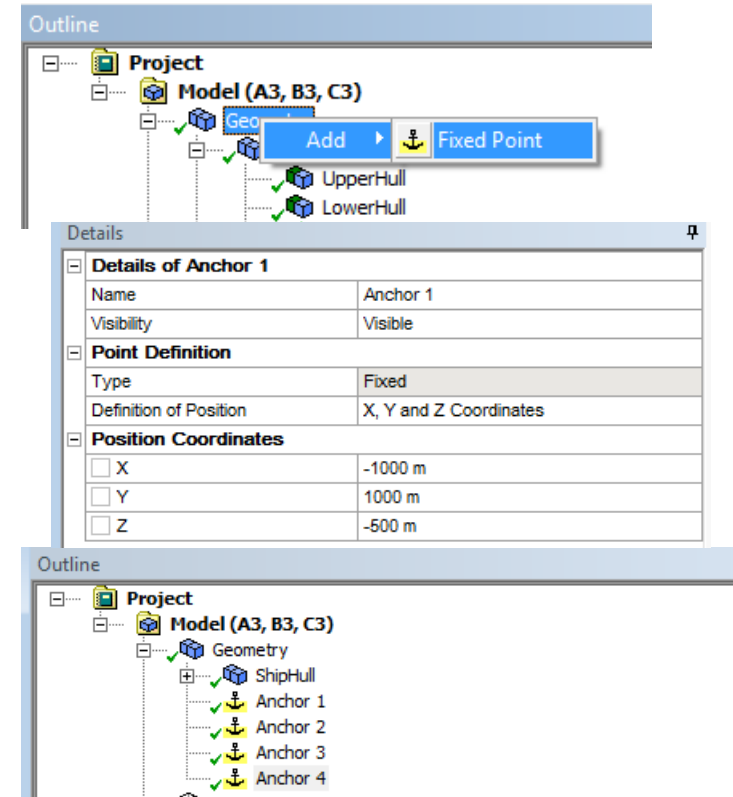 Outline
Project
Model (A3, B3, C3)
Geo
Add Fixed Point
UpperHull
LowerHull
Details
Details of Anchor 1
Name Anchor 1
Visibility Visible
Point Definition
Type Fixed
Definition of Position X, Y and Z Coordinates
Position Coordinates
X -1000 m
Y 1000 m
Z -500 m
Outline
Project
Model (A3, B3, C3)
Geometry
ShipHull
Anchor 1
Anchor 2
Anchor 3
Anchor 4